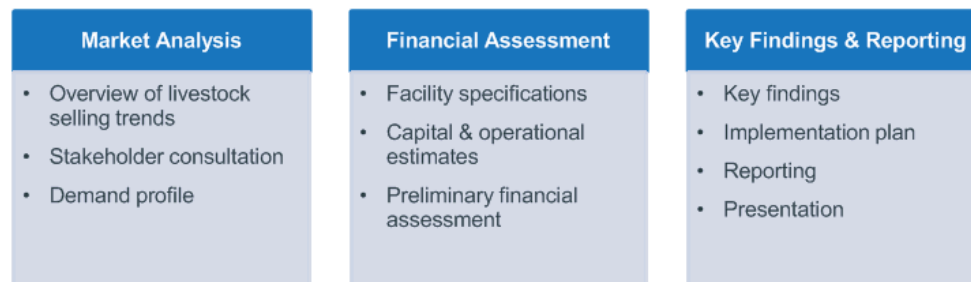 Market Analysis
• Overview of livestock
selling trends
• Stakeholder consultation
• Demand profile
Financial Assessment
• Facility specifications
• Capital & operational
estimates
• Preliminary financial
assessment
Key Findings & Reporting
• Key findings
• Implementation plan
• Reporting
• Presentation